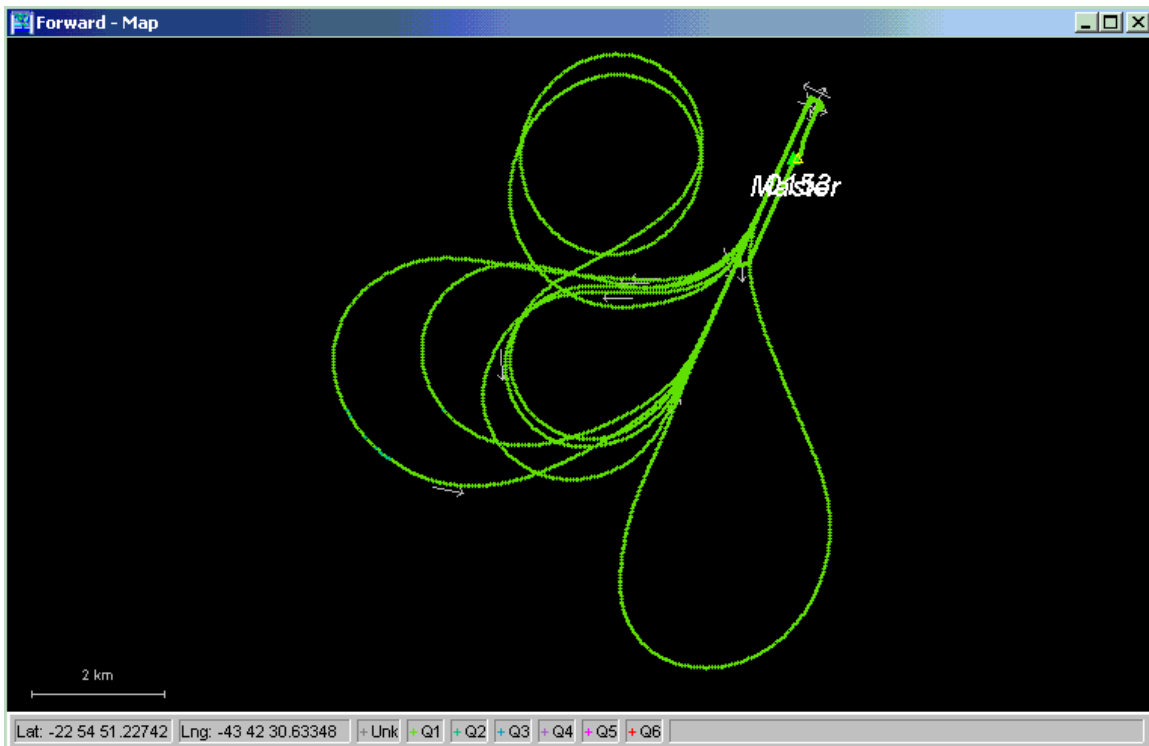 Forward - Map
Master
2 km
Lat: -22 54 51.22742 Lng: -43 42 30.63348 +Unk +Q1 +Q2 +Q3 +Q4 +Q5 +Q6